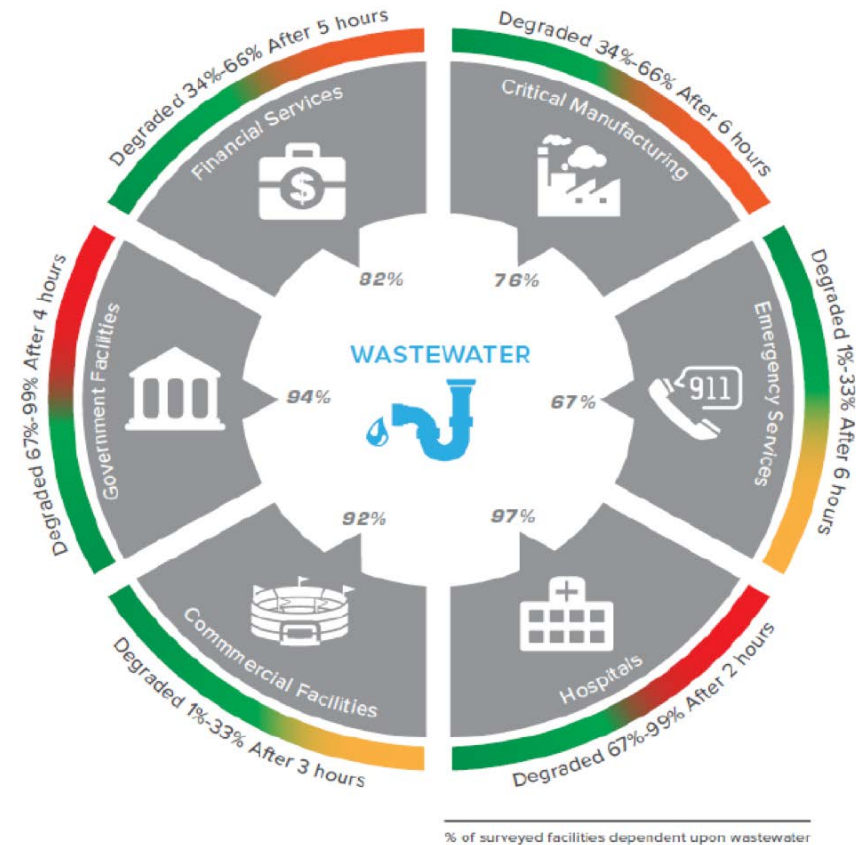 Degraded 34%-66% After 5 hours
Financial Services
$
82%
Degraded 34%-66% After 6 hours
Critical Manufacturing
76%
Degraded 1%-33% After 6 hours
Emergency Services
911
67%
Degraded 67%-99% After 2 hours
Hospitals
97%
Degraded 1%-33% After 3 hours
Commmercial Facilities
92%
Degraded 67%-99% After 4 hours
Government Facilities
94%
WASTEWATER
% of surveyed facilities dependent upon wastewater